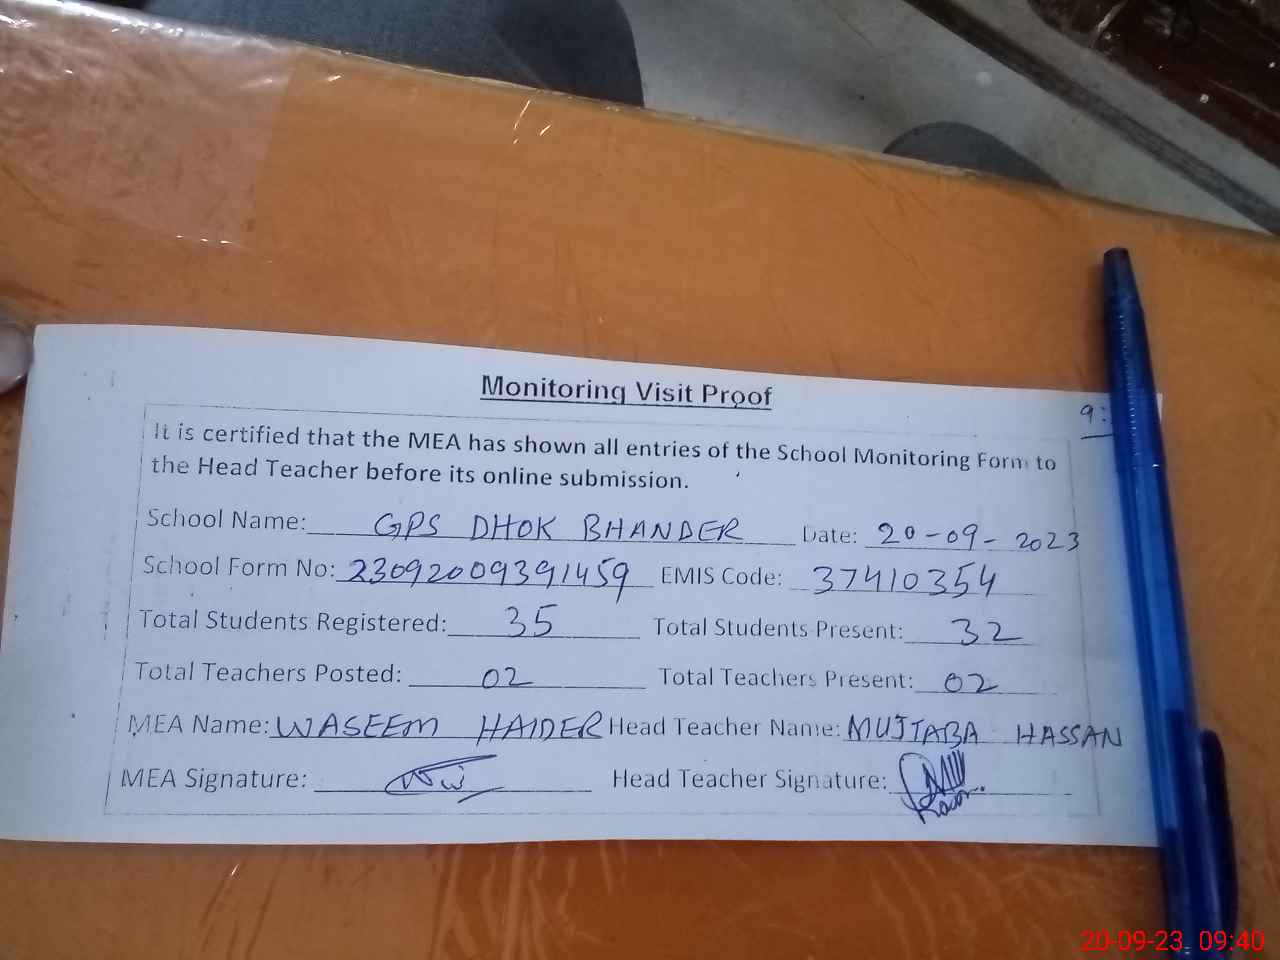 Monitoring Visit Proof
9:
It is certified that the MEA has shown all entries of the School Monitoring Form to
the Head Teacher before its online submission.
School Name: GPS DHOK BHANDER Date: 20-09-2023
School Form No: 23092009391459 EMIS Code: 37410354
Total Students Registered: 35 Total Students Present: 32
Total Teachers Posted: 02 Total Teachers Present: 02
MEA Name: WASEEM HAIDER Head Teacher Name: MUJTABA HASSAN
MEA Signature: Head Teacher Signature:
20-09-23 09:40